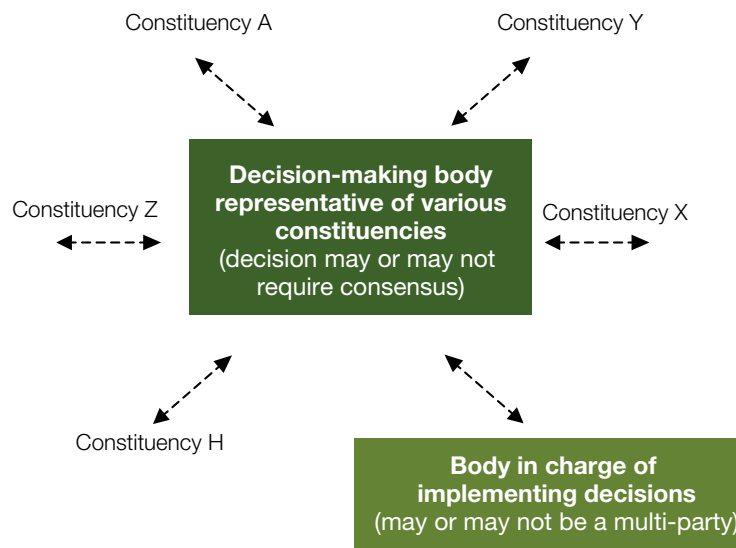 Constituency A
Constituency Y
Decision-making body
representative of various
constituencies
(decision may or may not
require consensus)
Constituency Z
Constituency X
Constituency H
Body in charge of
implementing decisions
(may or may not be a multi-party)